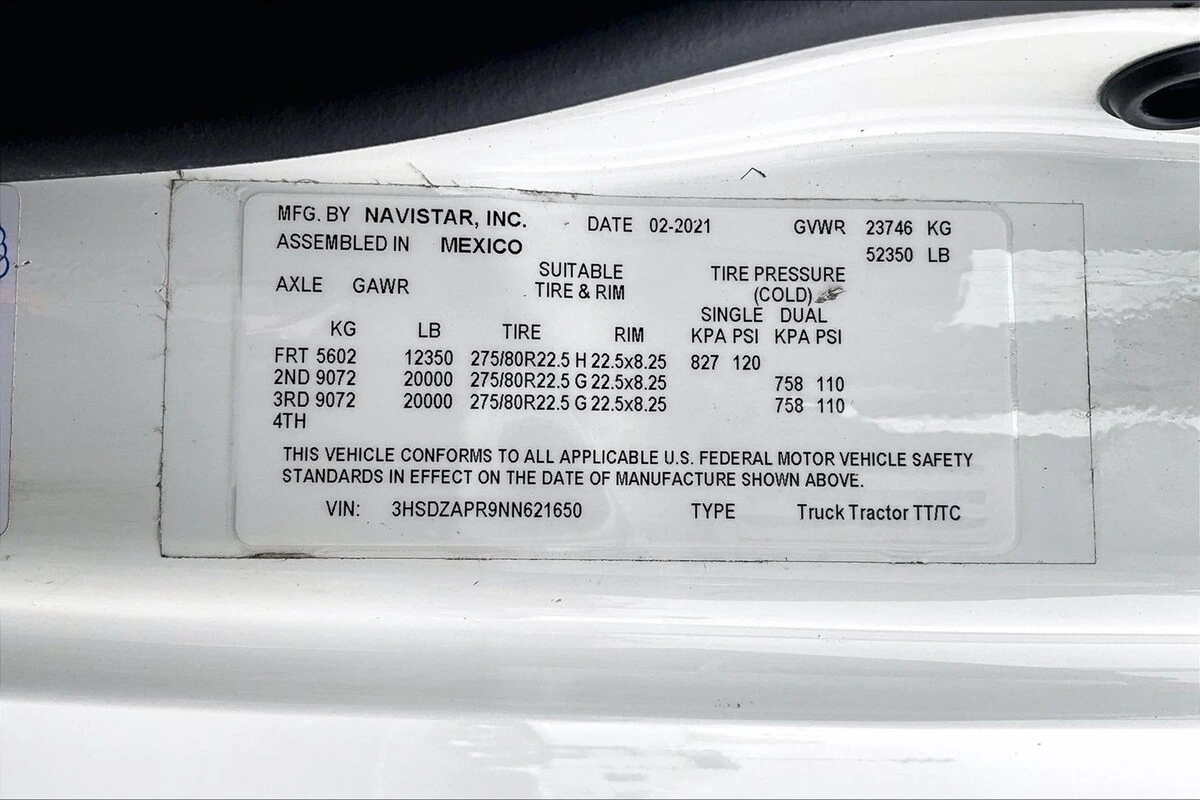 MFG. BY NAVISTAR, INC. DATE 02-2021 GVWR 23746 KG
ASSEMBLED IN MEXICO 52350 LB
AXLE GAWR SUITABLE TIRE PRESSURE
TIRE & RIM (COLD)
SINGLE DUAL
KG LB TIRE RIM KPA PSI KPA PSI
FRT 5602 12350 275/80R22.5 H 22.5x8.25 827 120
2ND 9072 20000 275/80R22.5 G 22.5x8.25 758 110
3RD 9072 20000 275/80R22.5 G 22.5x8.25 758 110
4TH
THIS VEHICLE CONFORMS TO ALL APPLICABLE U.S. FEDERAL MOTOR VEHICLE SAFETY
STANDARDS IN EFFECT ON THE DATE OF MANUFACTURE SHOWN ABOVE.
VIN: 3HSDZAPR9NN621650 TYPE Truck Tractor TT/TC